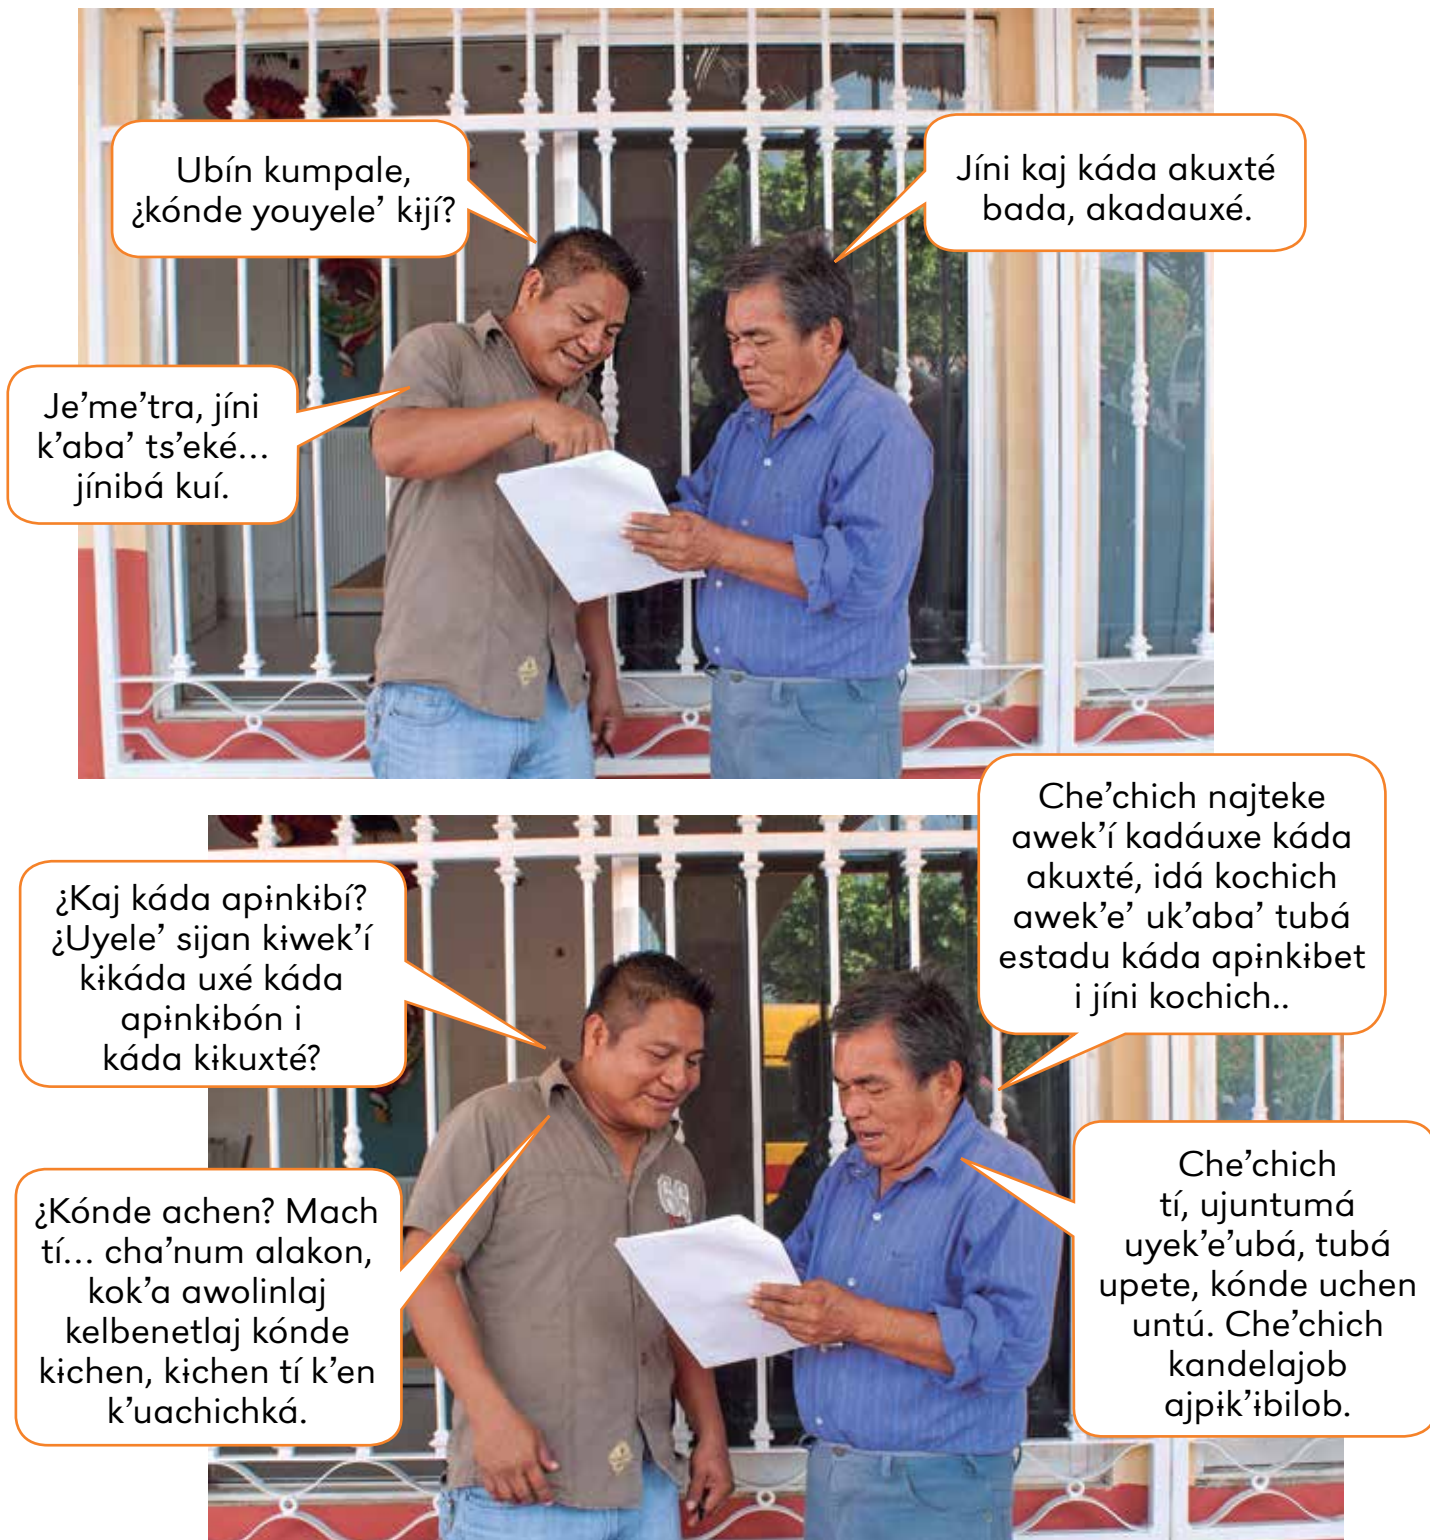 Ubín kumpale,
¿kónde youyele’ kɨjí?
Jíni kaj káda akuxté
bada, akadauxé.
Je’me’tra, jíni
k’aba’ ts’eké...
jínibá kuí.
¿Kaj káda apɨnkɨbí?
¿Uyele’ sijan kɨwek’í
kɨkáda uxé káda
apɨnkɨbón i
káda kɨkuxté?
Che’chich najteke
awek’í kadáuxe káda
akuxté, idá kochich
awek’e’ uk’aba’ tubá
estadu káda apɨnkɨbet
i jíni kochich..
¿Kónde achen? Mach
tí... cha’num alakon,
kok’a awolinlaj
kelbenetlaj kónde
kɨchen, kɨchen tí k’en
k’uachichká.
Che’chich
tí, ujuntumá
uyek’e’ubá, tubá
upete, kónde uchen
untú. Che’chich
kandelajob
ajpɨk’ɨbilob.